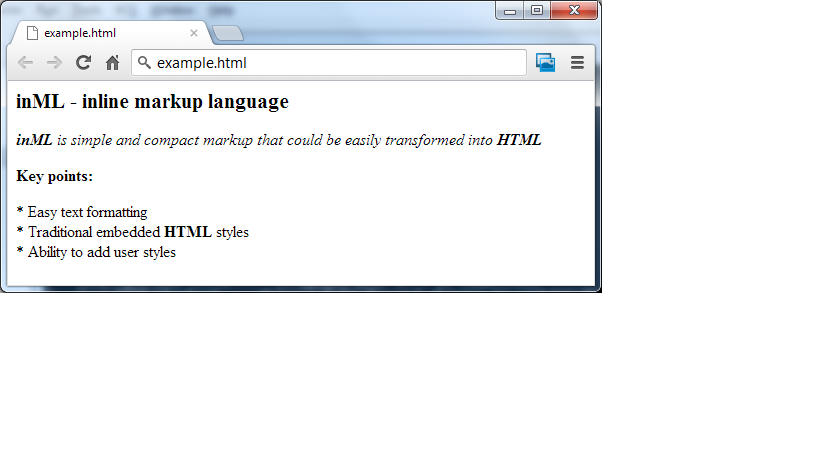 example.html
example.html
inML - inline markup language
inML is simple and compact markup that could be easily transformed into HTML
Key points:
* Easy text formatting
* Traditional embedded HTML styles
* Ability to add user styles